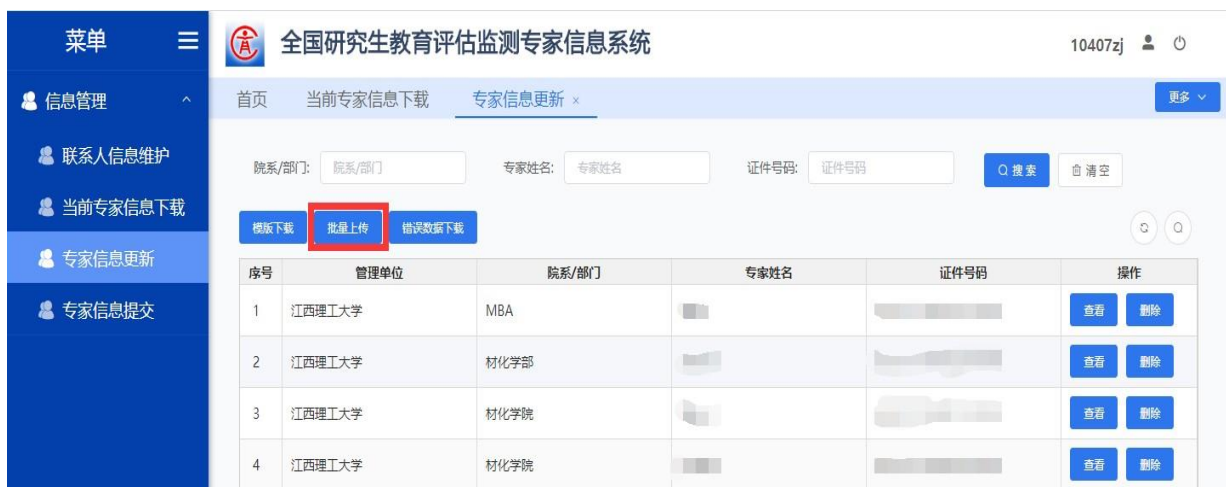 菜单
全国研究生教育评估监测专家信息系统
10407zj
信息管理
首页 当前专家信息下载 专家信息更新 ×
更多
联系人信息维护
当前专家信息下载
专家信息更新
专家信息提交
院系/部门: 院系/部门 专家姓名: 专家姓名 证件号码: 证件号码 搜索 清空
模版下载 批量上传 错误数据下载
序号 管理单位 院系/部门 专家姓名 证件号码 操作
1 江西理工大学 MBA 查看 删除
2 江西理工大学 材化学部 查看 删除
3 江西理工大学 材化学院 查看 删除
4 江西理工大学 材化学院 查看 删除